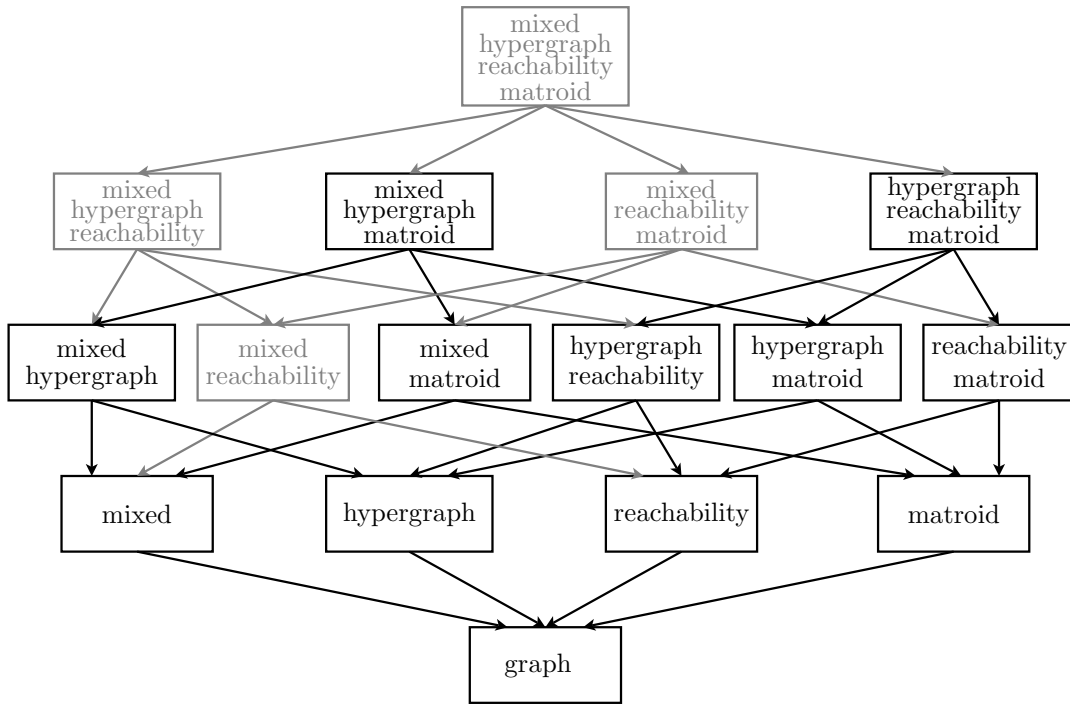 mixed
hypergraph
reachability
matroid
mixed
hypergraph
reachability
mixed
hypergraph
matroid
mixed
reachability
matroid
hypergraph
reachability
matroid
mixed
hypergraph
mixed
reachability
mixed
matroid
hypergraph
reachability
hypergraph
matroid
reachability
matroid
mixed
hypergraph
reachability
matroid
graph